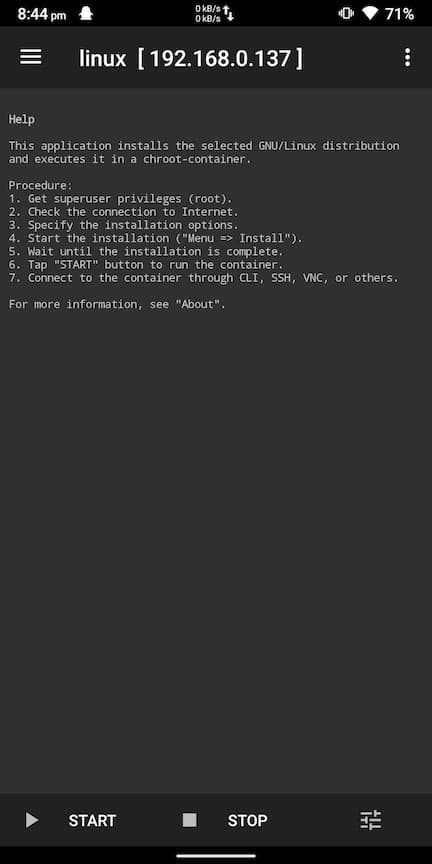 8:44 pm
0 kB/s
0 kB/s
71%
linux [ 192.168.0.137 ]
Help
This application installs the selected GNU/Linux distribution
and executes it in a chroot-container.
Procedure:
1. Get superuser privileges (root).
2. Check the connection to Internet.
3. Specify the installation options.
4. Start the installation ("Menu => Install").
5. Wait until the installation is complete.
6. Tap "START" button to run the container.
7. Connect to the container through CLI, SSH, VNC, or others.
For more information, see "About".
START
STOP